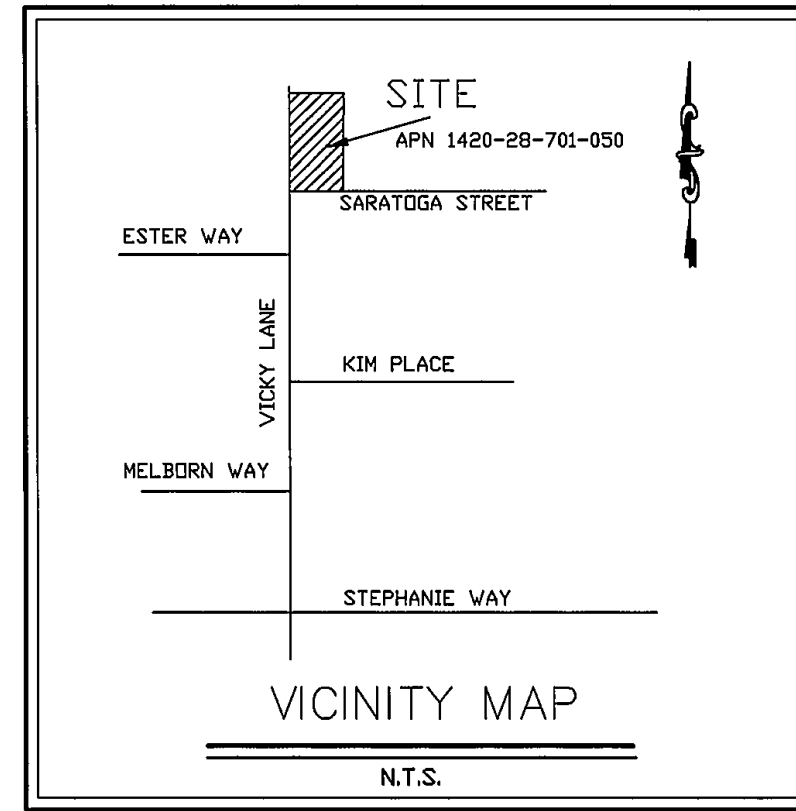 SITE
APN 1420-28-701-050
SARATOGA STREET
ESTER WAY
VICKY LANE
KIM PLACE
MELBORN WAY
STEPHANIE WAY
VICINITY MAP
N.T.S.